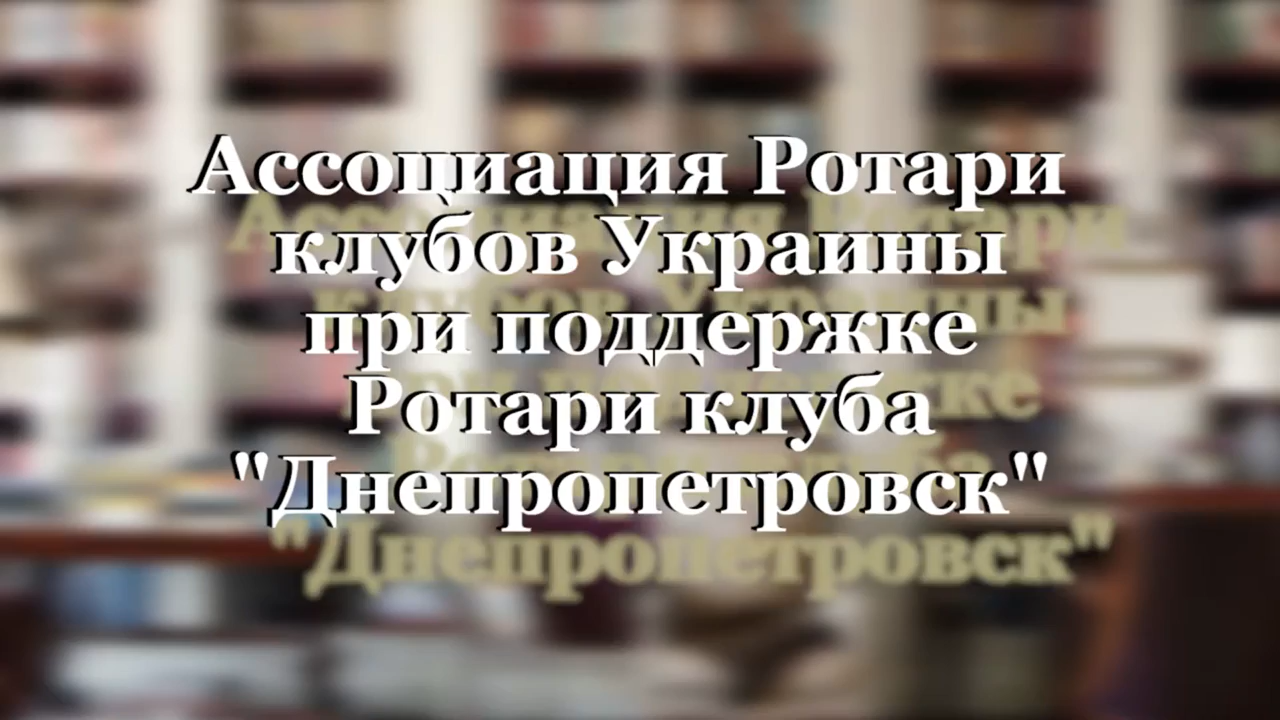 Ассоциация Ротари
клубов Украины
при поддержке
Ротари клуба
"Днепропетровск"